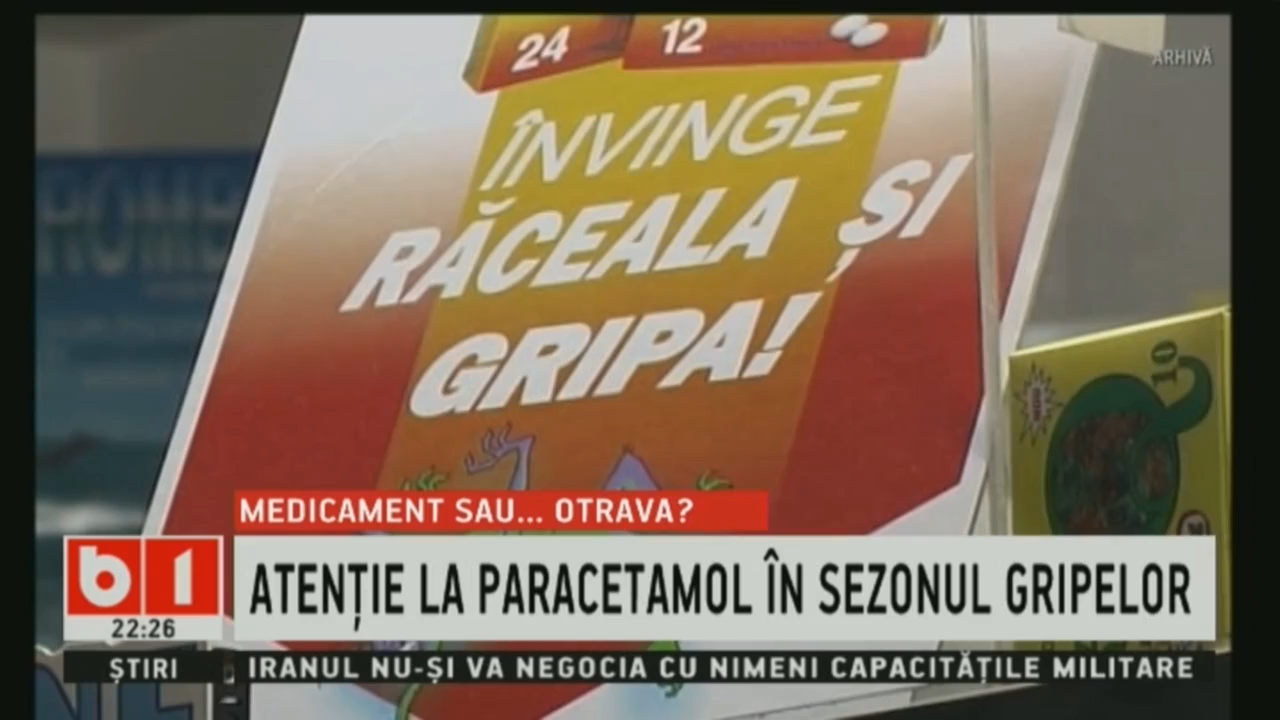 24
12
ARHIVĂ
ÎNVINGE
RĂCEALA ȘI
GRIPA!
10
MEDICAMENT SAU... OTRAVA?
b1
ATENȚIE LA PARACETAMOL ÎN SEZONUL GRIPELOR
22:26
ȘTIRI
IRANUL NU-ȘI VA NEGOCIA CU NIMENI CAPACITĂȚILE MILITARE